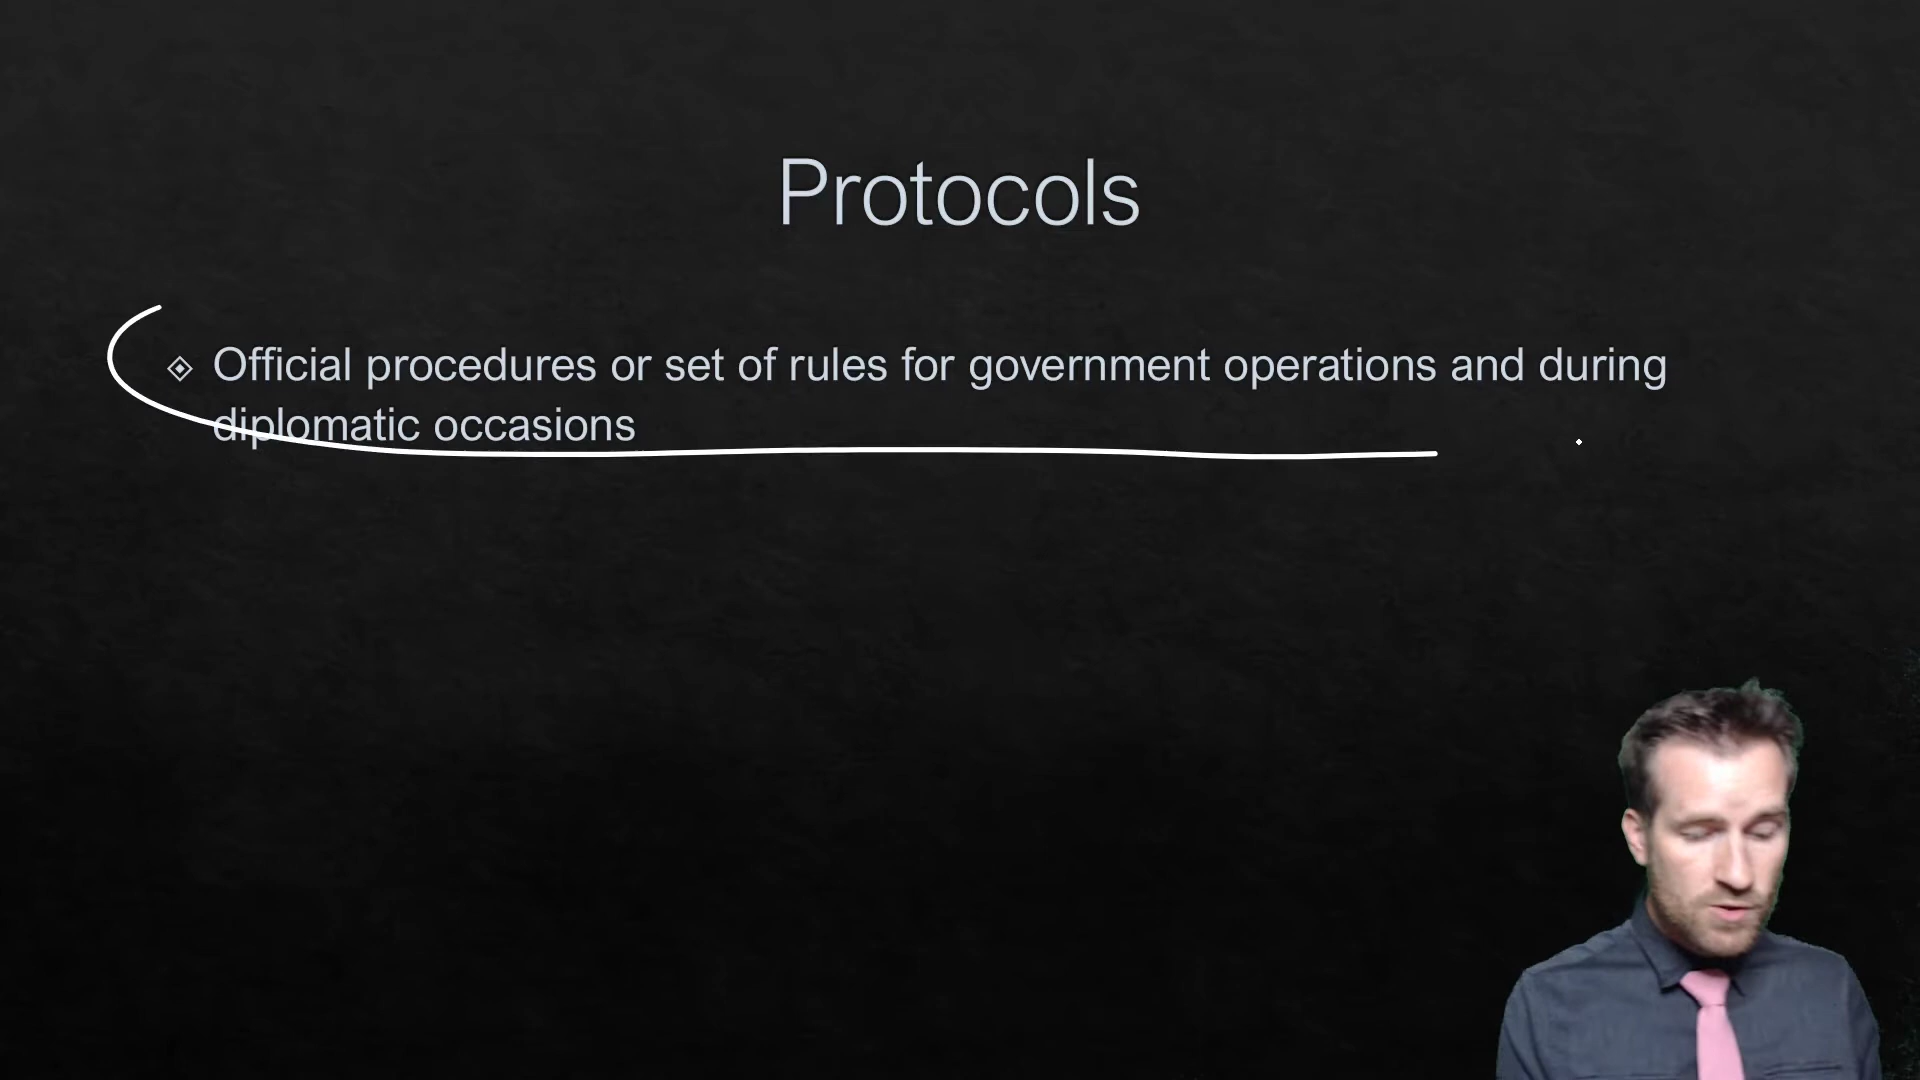 Protocols
Official procedures or set of rules for government operations and during
diplomatic occasions